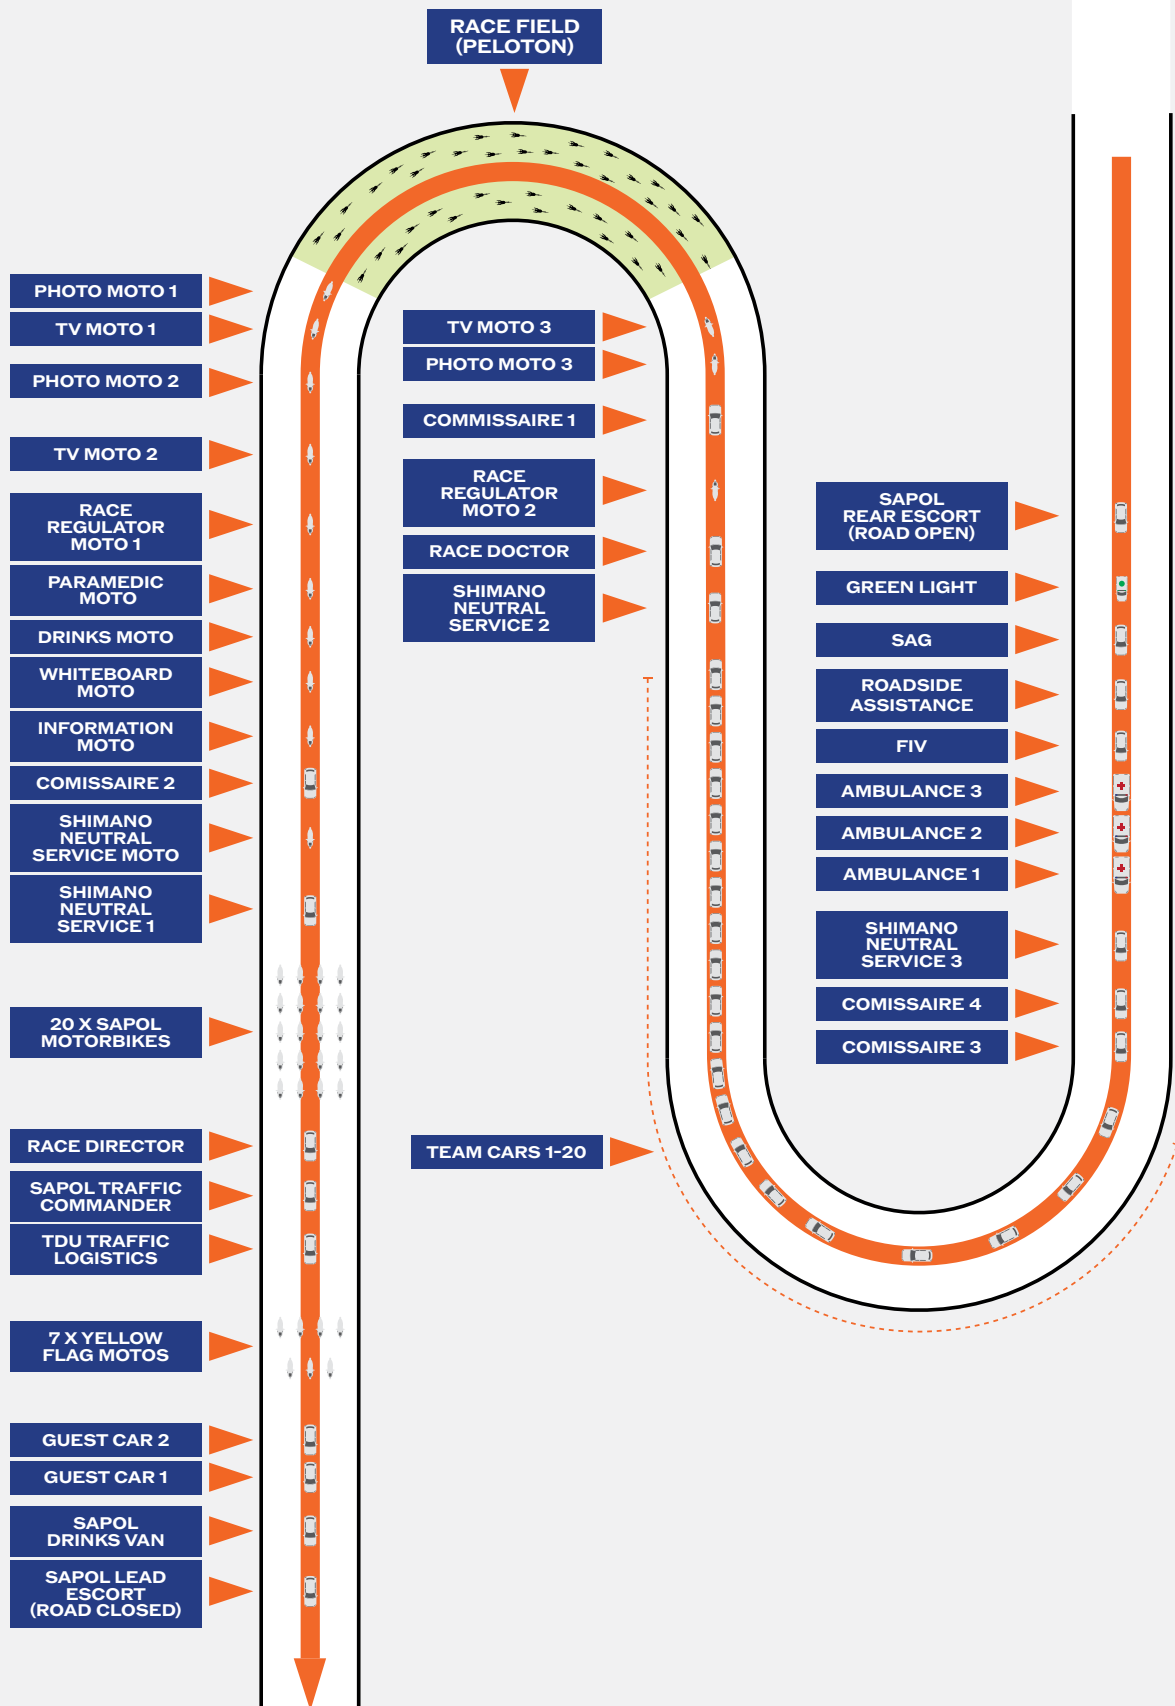 RACE FIELD
(PELOTON)
PHOTO MOTO 1
TV MOTO 1
PHOTO MOTO 2
TV MOTO 2
RACE
REGULATOR
MOTO 1
PARAMEDIC
MOTO
DRINKS MOTO
WHITEBOARD
MOTO
INFORMATION
MOTO
COMISSAIRE 2
SHIMANO
NEUTRAL
SERVICE MOTO
SHIMANO
NEUTRAL
SERVICE 1
20 X SAPOL
MOTORBIKES
RACE DIRECTOR
SAPOL TRAFFIC
COMMANDER
TDU TRAFFIC
LOGISTICS
7 X YELLOW
FLAG MOTOS
GUEST CAR 2
GUEST CAR 1
SAPOL
DRINKS VAN
SAPOL LEAD
ESCORT
(ROAD CLOSED)
TV MOTO 3
PHOTO MOTO 3
COMMISSAIRE 1
RACE
REGULATOR
MOTO 2
RACE DOCTOR
SHIMANO
NEUTRAL
SERVICE 2
TEAM CARS 1-20
SAPOL
REAR ESCORT
(ROAD OPEN)
GREEN LIGHT
SAG
ROADSIDE
ASSISTANCE
FIV
AMBULANCE 3
AMBULANCE 2
AMBULANCE 1
SHIMANO
NEUTRAL
SERVICE 3
COMISSAIRE 4
COMISSAIRE 3